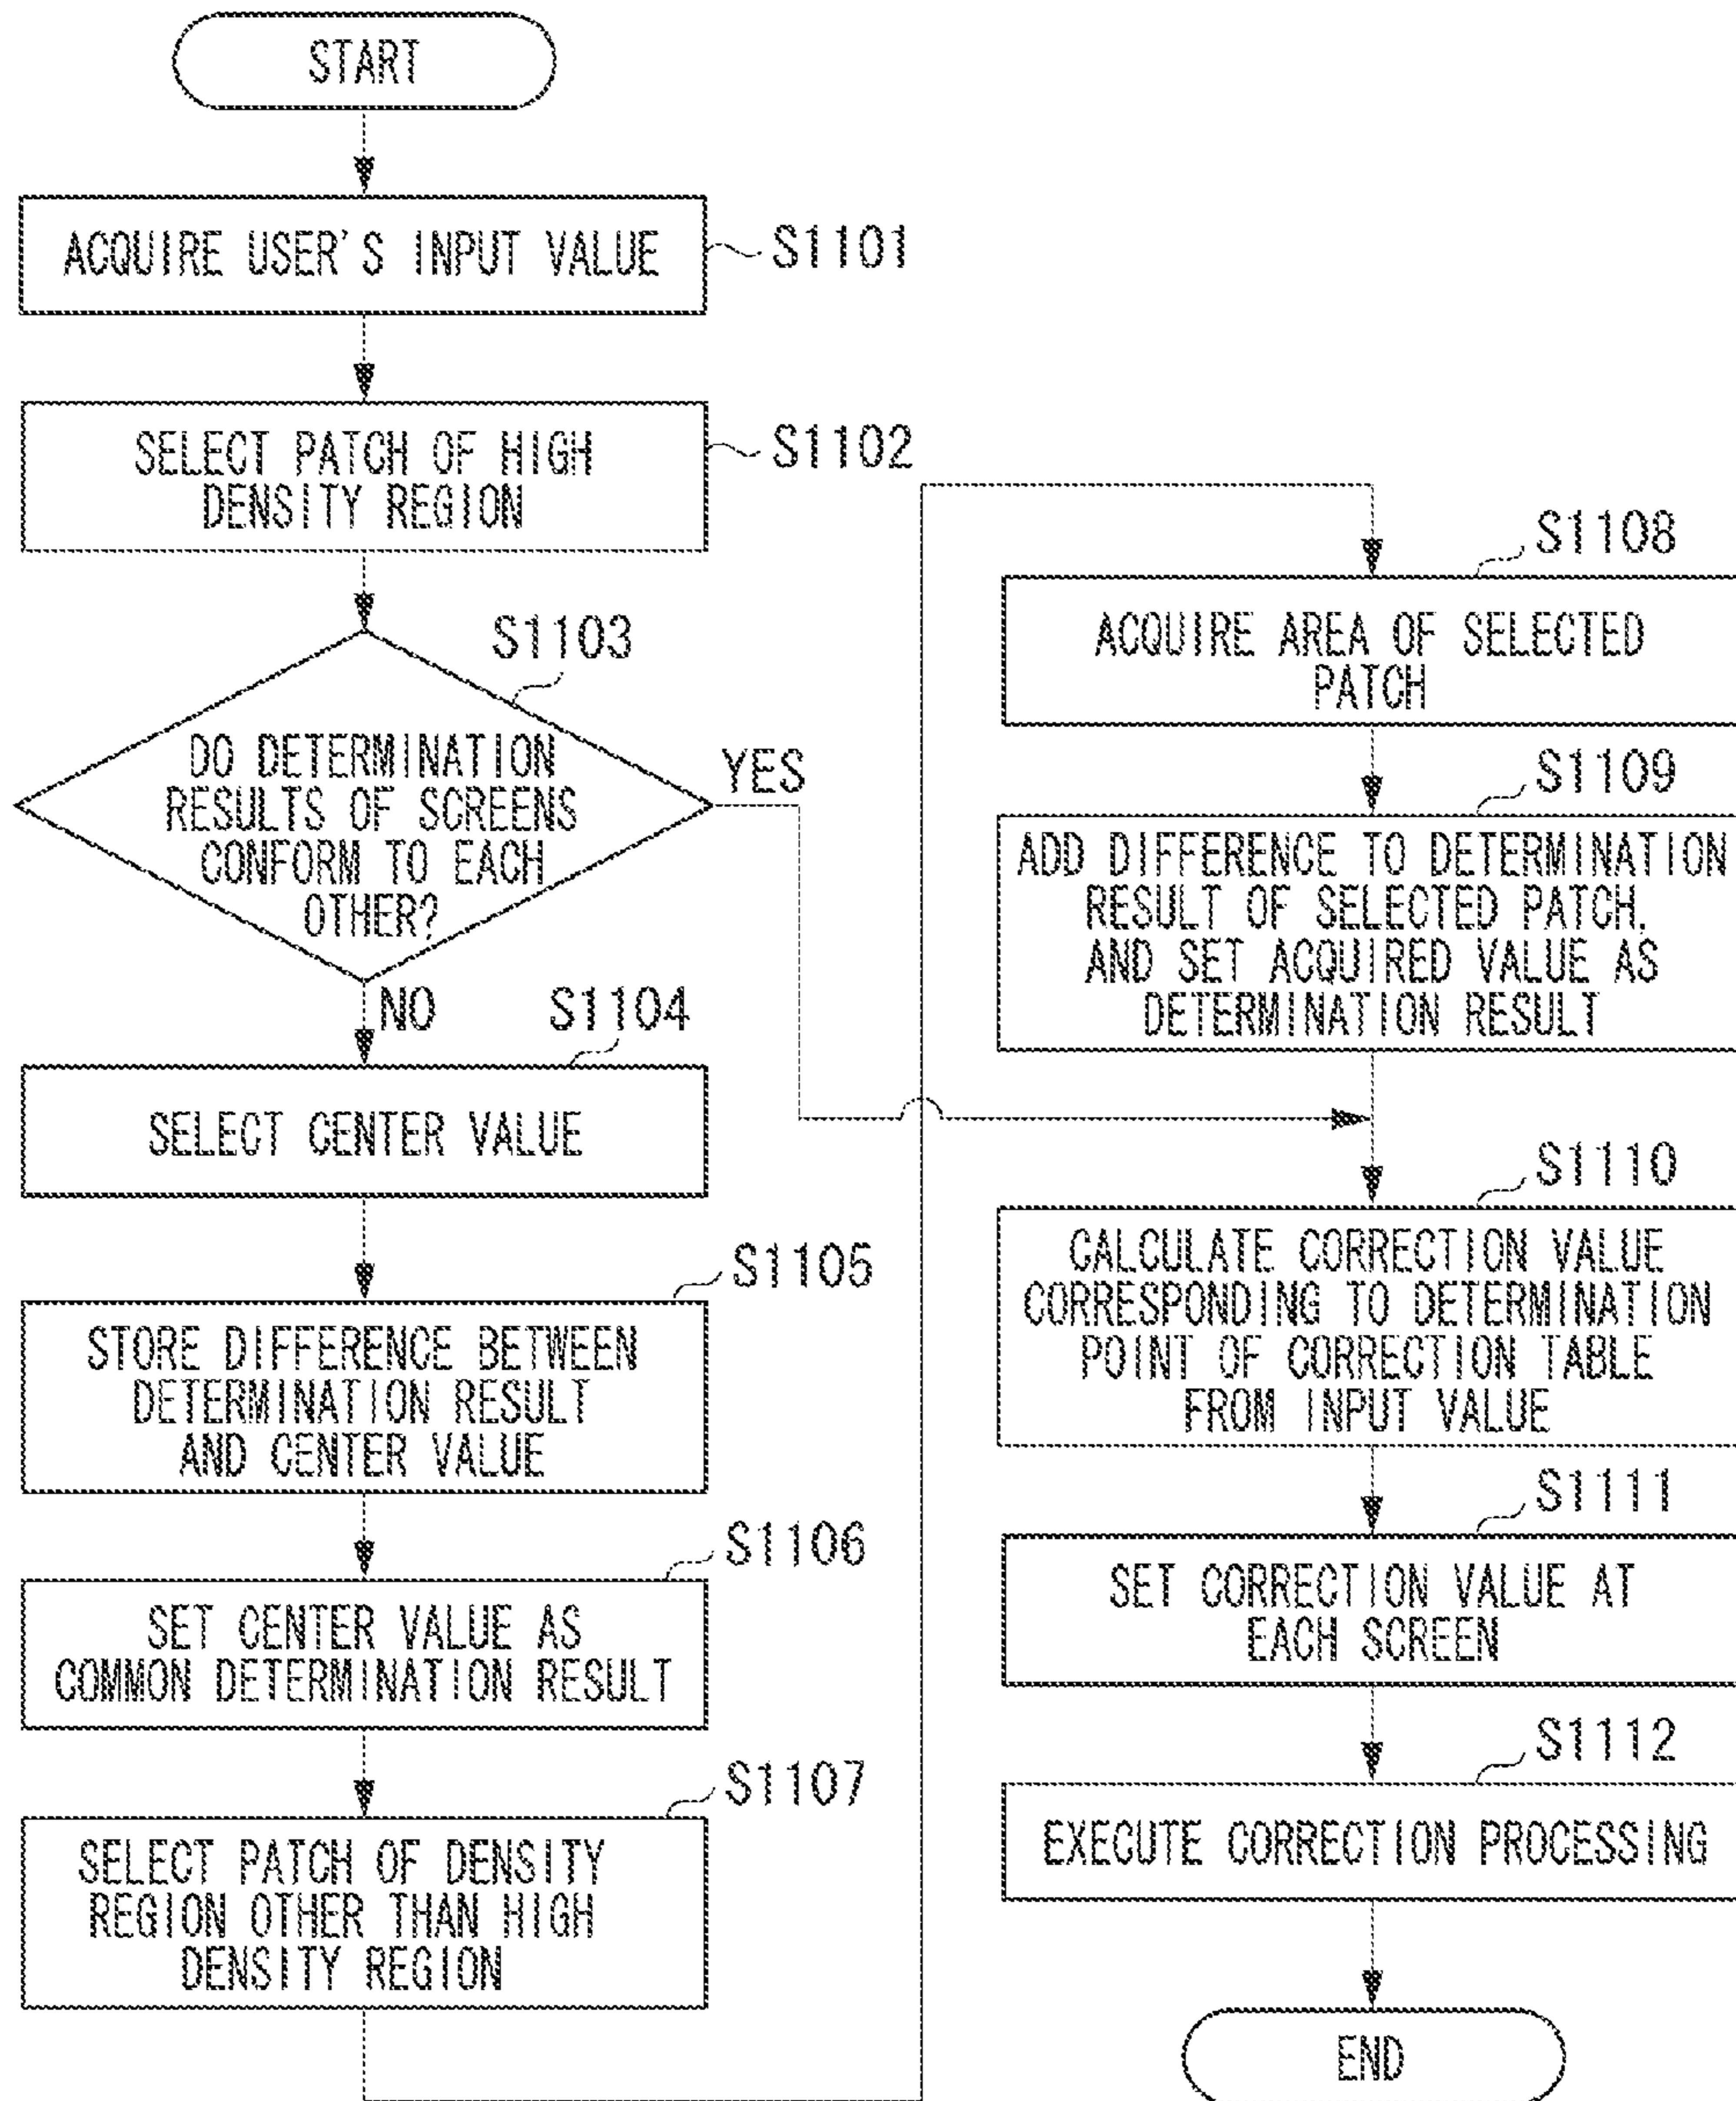 START
ACQUIRE USER'S INPUT VALUE
S1101
SELECT PATCH OF HIGH
DENSITY REGION
S1102
S1103
DO DETERMINATION
RESULTS OF SCREENS
CONFORM TO EACH
OTHER?
YES
NO
S1104
SELECT CENTER VALUE
S1105
STORE DIFFERENCE BETWEEN
DETERMINATION RESULT
AND CENTER VALUE
S1106
SET CENTER VALUE AS
COMMON DETERMINATION RESULT
S1107
SELECT PATCH OF DENSITY
REGION OTHER THAN HIGH
DENSITY REGION
S1108
ACQUIRE AREA OF SELECTED
PATCH
S1109
ADD DIFFERENCE TO DETERMINATION
RESULT OF SELECTED PATCH,
AND SET ACQUIRED VALUE AS
DETERMINATION RESULT
S1110
CALCULATE CORRECTION VALUE
CORRESPONDING TO DETERMINATION
POINT OF CORRECTION TABLE
FROM INPUT VALUE
S1111
SET CORRECTION VALUE AT
EACH SCREEN
S1112
EXECUTE CORRECTION PROCESSING
END